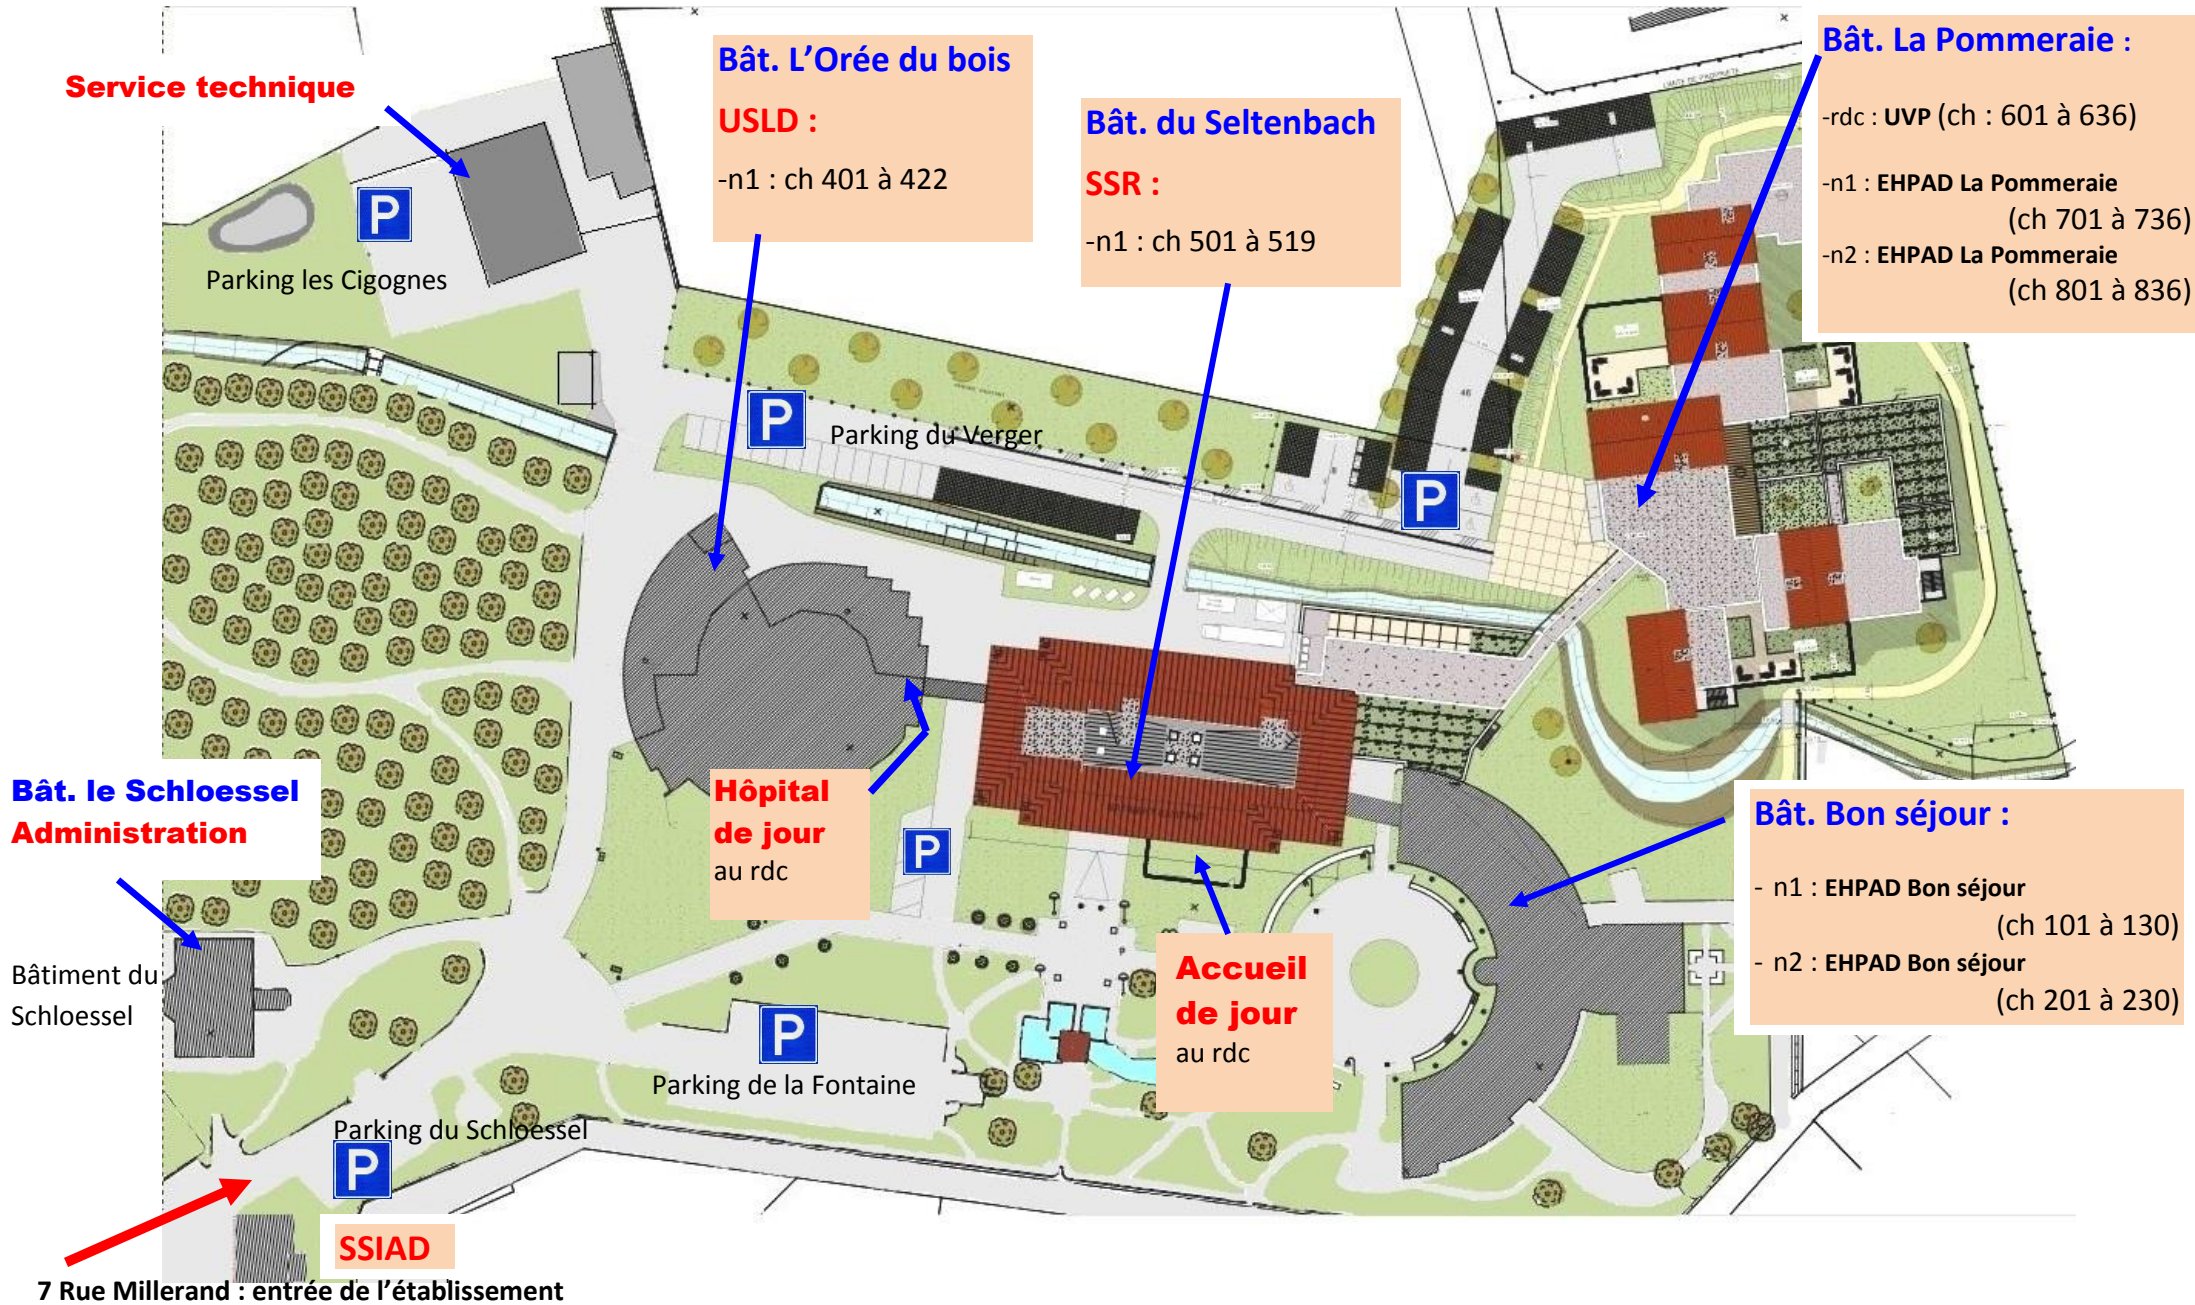 Service technique
P
Parking les Cigognes
Bât. L'Orée du bois
USLD :
-n1 : ch 401 à 422
Bât. du Seltenbach
SSR :
-n1 : ch 501 à 519
Bât. La Pommeraie :
-rdc : UVP (ch : 601 à 636)
-n1 : EHPAD La Pommeraie
(ch 701 à 736)
-n2 : EHPAD La Pommeraie
(ch 801 à 836)
LIMITE DE PROPRIETE
46
P
Parking du Verger
P
Bât. le Schloessel
Administration
Bâtiment du
Schloessel
Hôpital
de jour
au rdc
P
Accueil
de jour
au rdc
Bât. Bon séjour :
- n1 : EHPAD Bon séjour
(ch 101 à 130)
- n2 : EHPAD Bon séjour
(ch 201 à 230)
P
Parking de la Fontaine
Parking du Schloessel
P
SSIAD
7 Rue Millerand : entrée de l'établissement